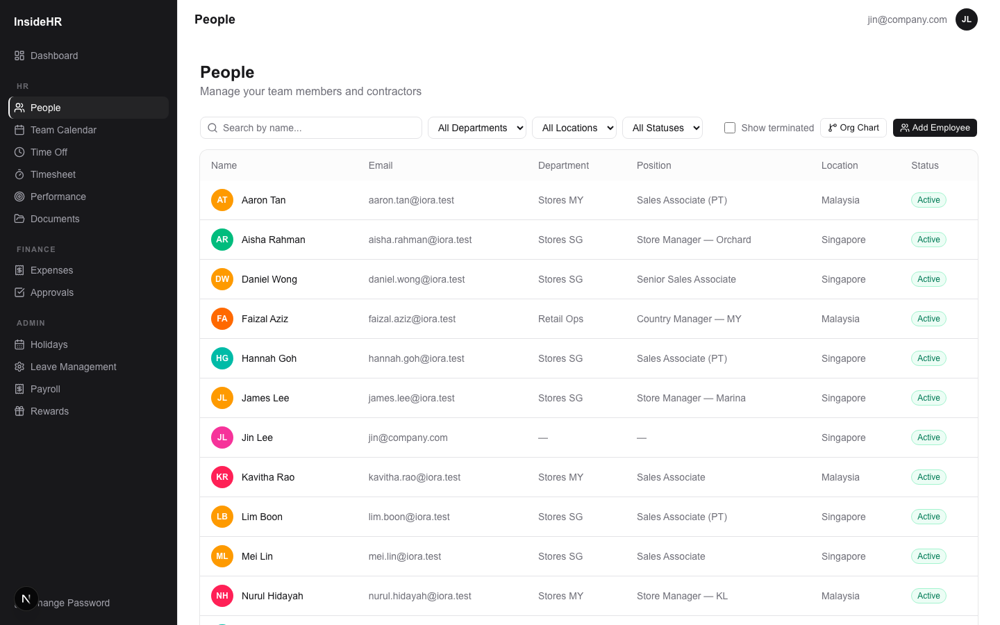 InsideHR
Dashboard
HR
People
Team Calendar
Time Off
Timesheet
Performance
Documents
FINANCE
Expenses
Approvals
ADMIN
Holidays
Leave Management
Payroll
Rewards
N
hange Password
People
jin@company.com JL
People
Manage your team members and contractors
Search by name... All Departments All Locations All Statuses Show terminated Org Chart Add Employee
Name Email Department Position Location Status
AT Aaron Tan aaron.tan@iora.test Stores MY Sales Associate (PT) Malaysia Active
AR Aisha Rahman aisha.rahman@iora.test Stores SG Store Manager — Orchard Singapore Active
DW Daniel Wong daniel.wong@iora.test Stores SG Senior Sales Associate Singapore Active
FA Faizal Aziz faizal.aziz@iora.test Retail Ops Country Manager — MY Malaysia Active
HG Hannah Goh hannah.goh@iora.test Stores SG Sales Associate (PT) Singapore Active
JL James Lee james.lee@iora.test Stores SG Store Manager — Marina Singapore Active
JL Jin Lee jin@company.com — — Singapore Active
KR Kavitha Rao kavitha.rao@iora.test Stores MY Sales Associate Malaysia Active
LB Lim Boon lim.boon@iora.test Stores SG Sales Associate (PT) Singapore Active
ML Mei Lin mei.lin@iora.test Stores SG Sales Associate Singapore Active
NH Nurul Hidayah nurul.hidayah@iora.test Stores MY Store Manager — KL Malaysia Active